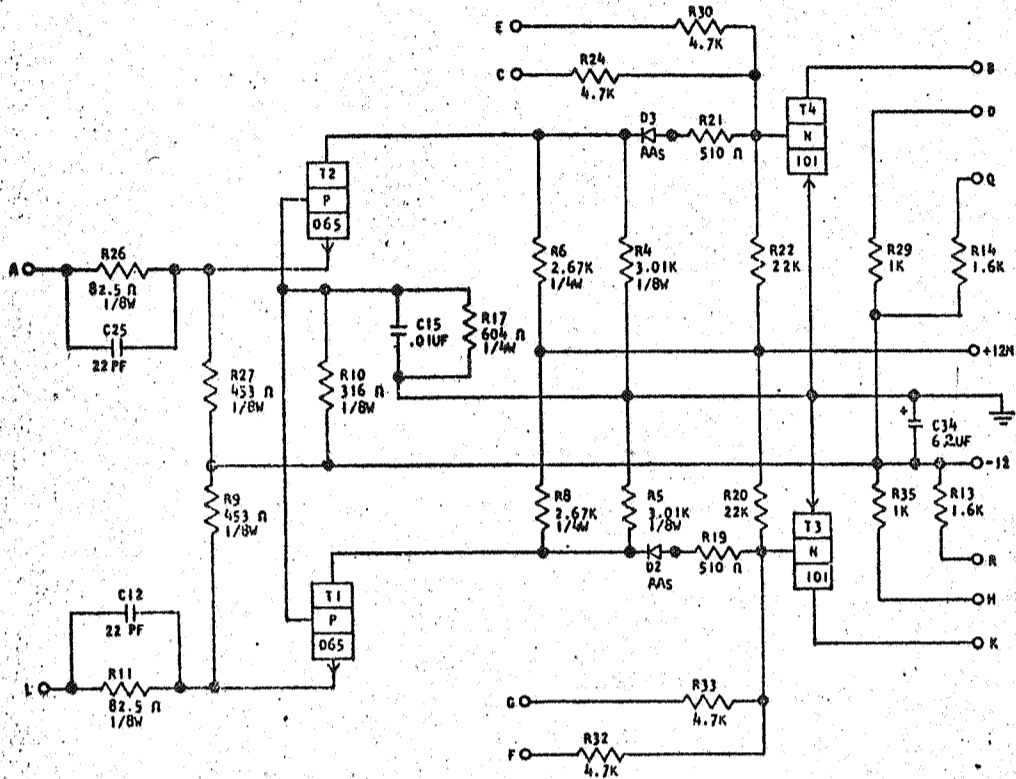 R30
E
4.7K
R24
C
4.7K
B
T4
N
101
D
D3
AAs
R21
510 Ω
Q
T2
P
065
R26
A
82.5 Ω
1/8W
C25
22 PF
R6
2.67K
1/4W
R4
3.01K
1/8W
R22
22K
R29
1K
R14
1.6K
C15
.01UF
R17
604 Ω
1/4W
+12M
R27
453 Ω
1/8W
R10
316 Ω
1/8W
+
C34
6.2UF
-12
R9
453 Ω
1/8W
R8
2.67K
1/4W
R5
3.01K
1/8W
R20
22K
R35
1K
R13
1.6K
R19
510 Ω
D2
AAs
T3
N
101
R
H
K
T1
P
065
C12
22 PF
R11
L
82.5 Ω
1/8W
R33
G
4.7K
R32
F
4.7K